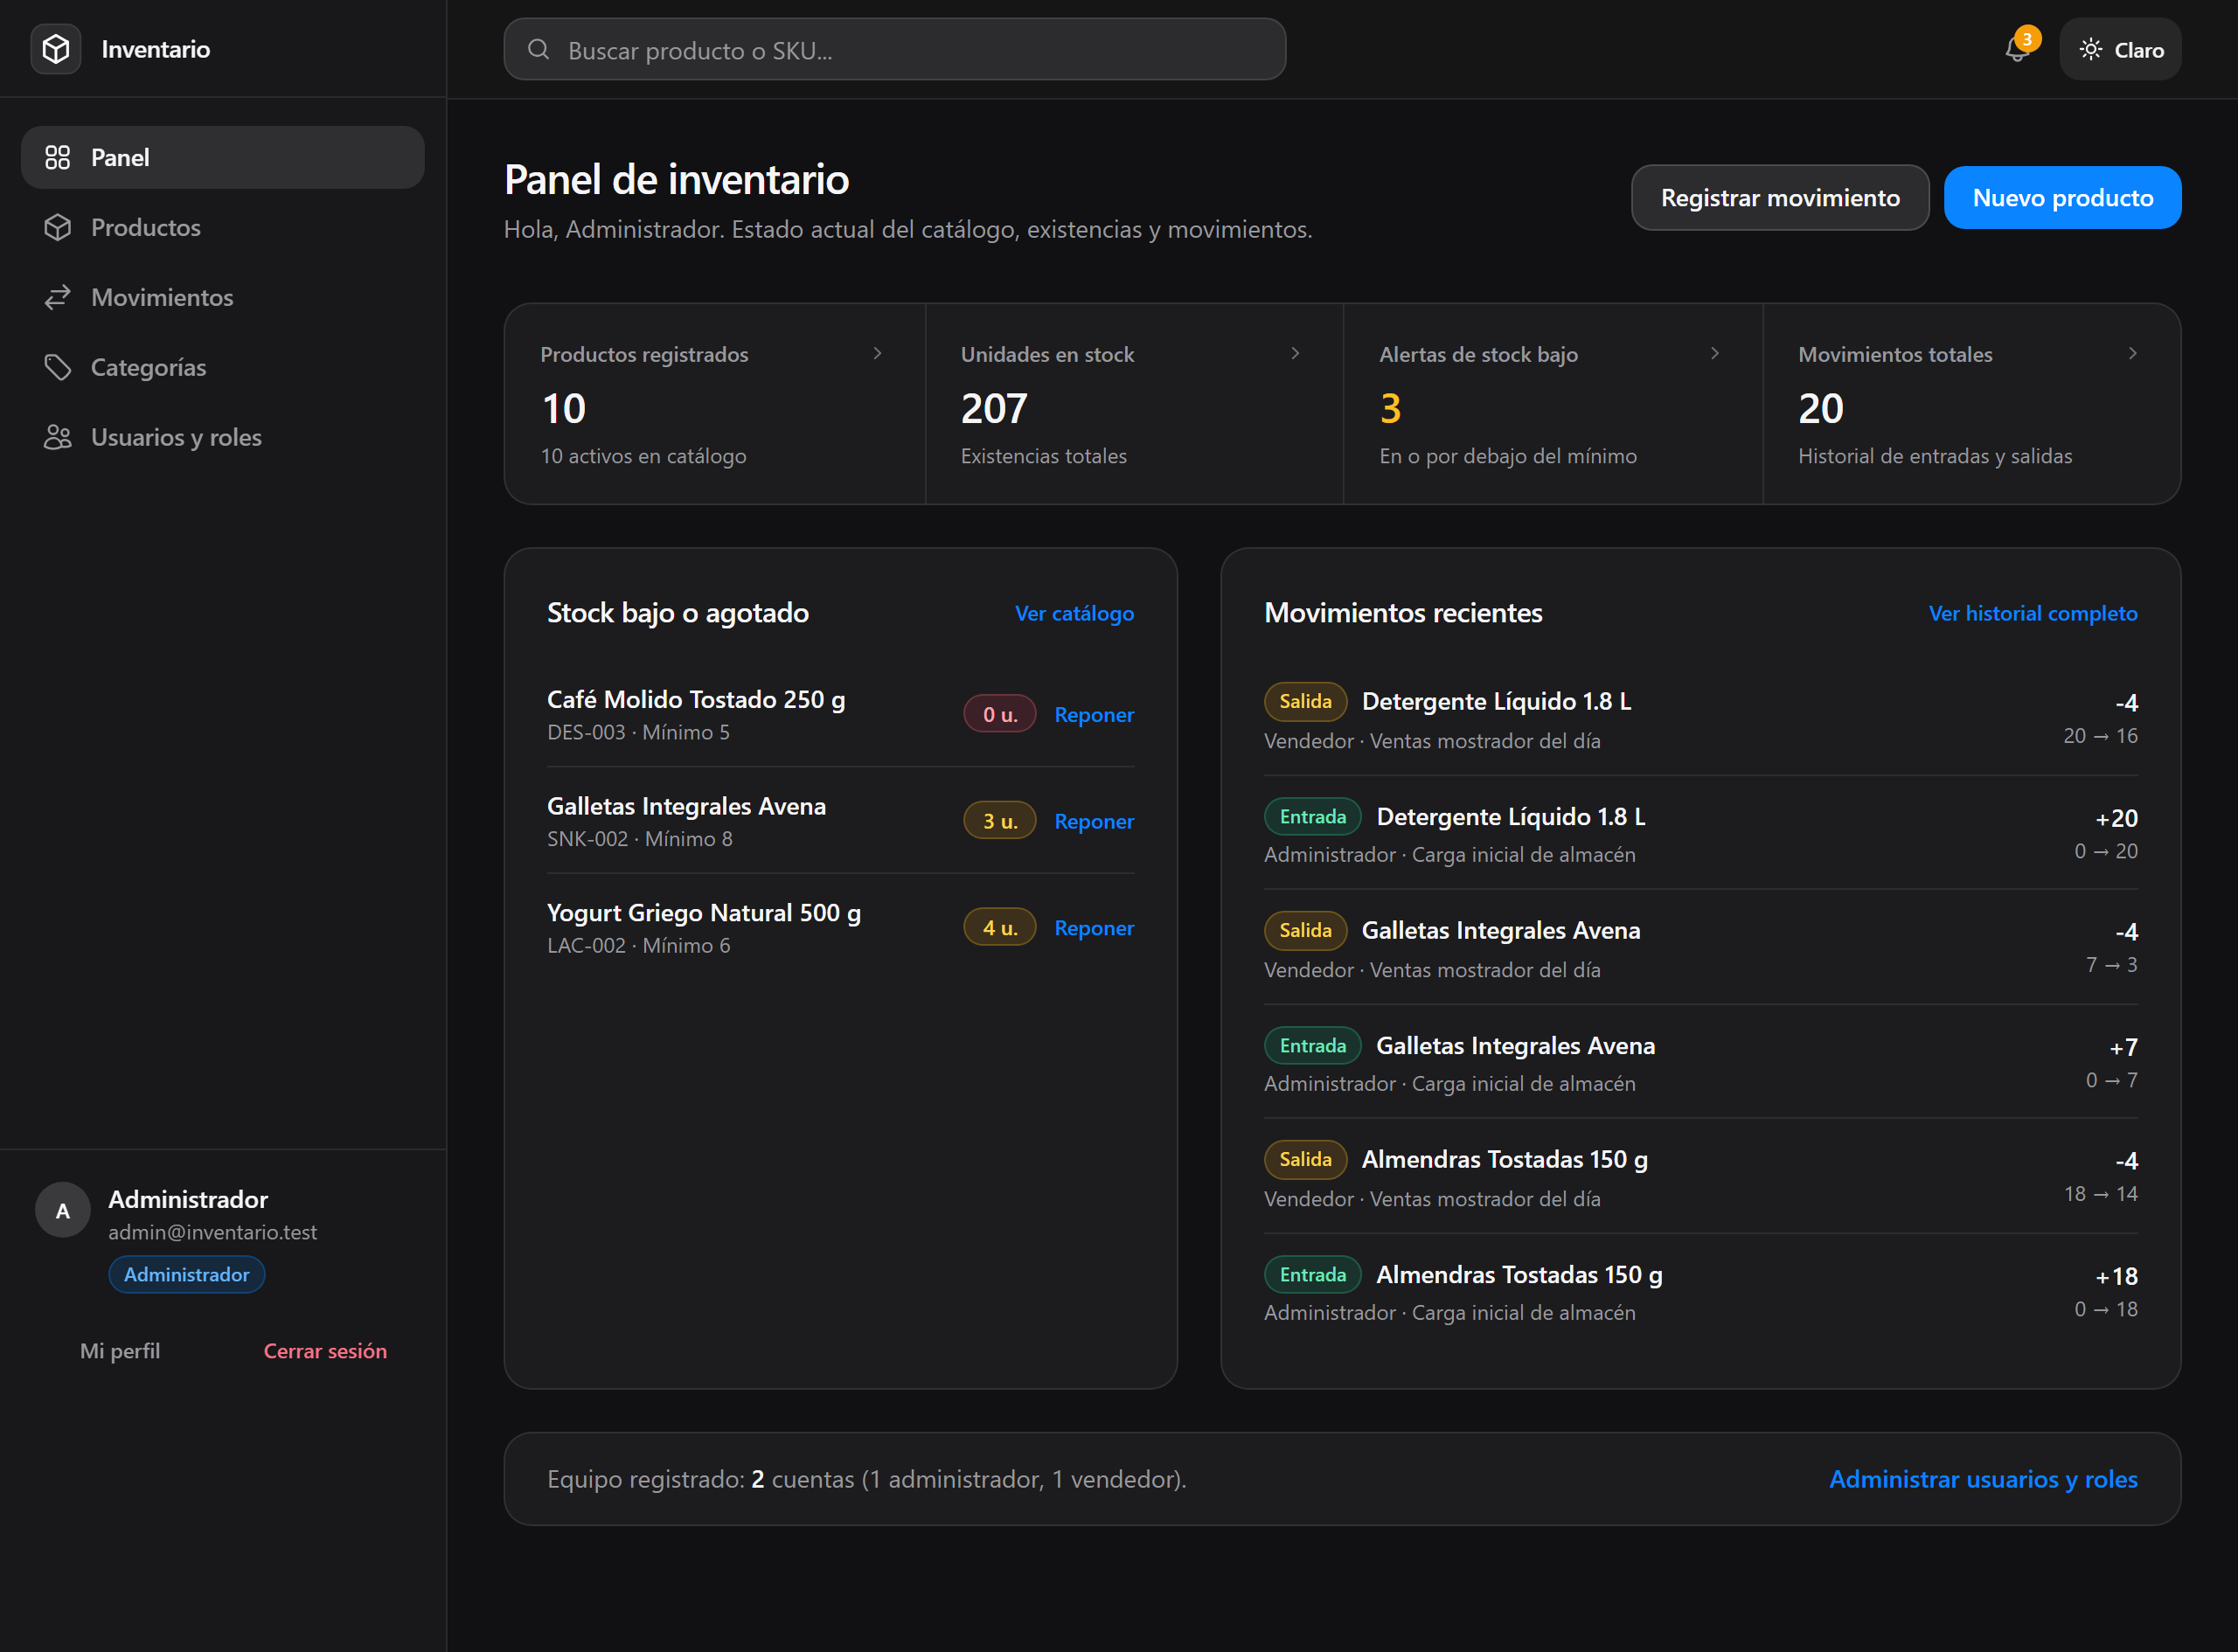 Inventario
Buscar producto o SKU...
3
Claro
Panel
Productos
Movimientos
Categorías
Usuarios y roles
Panel de inventario
Hola, Administrador. Estado actual del catálogo, existencias y movimientos.
Registrar movimiento
Nuevo producto
Productos registrados
10
10 activos en catálogo
Unidades en stock
207
Existencias totales
Alertas de stock bajo
3
En o por debajo del mínimo
Movimientos totales
20
Historial de entradas y salidas
Stock bajo o agotado
Ver catálogo
Café Molido Tostado 250 g
DES-003 · Mínimo 5
0 u.
Reponer
Galletas Integrales Avena
SNK-002 · Mínimo 8
3 u.
Reponer
Yogurt Griego Natural 500 g
LAC-002 · Mínimo 6
4 u.
Reponer
Movimientos recientes
Ver historial completo
Salida Detergente Líquido 1.8 L
-4
Vendedor · Ventas mostrador del día
20 → 16
Entrada Detergente Líquido 1.8 L
+20
Administrador · Carga inicial de almacén
0 → 20
Salida Galletas Integrales Avena
-4
Vendedor · Ventas mostrador del día
7 → 3
Entrada Galletas Integrales Avena
+7
Administrador · Carga inicial de almacén
0 → 7
Salida Almendras Tostadas 150 g
-4
Vendedor · Ventas mostrador del día
18 → 14
Entrada Almendras Tostadas 150 g
+18
Administrador · Carga inicial de almacén
0 → 18
A
Administrador
admin@inventario.test
Administrador
Mi perfil
Cerrar sesión
Equipo registrado: 2 cuentas (1 administrador, 1 vendedor).
Administrar usuarios y roles